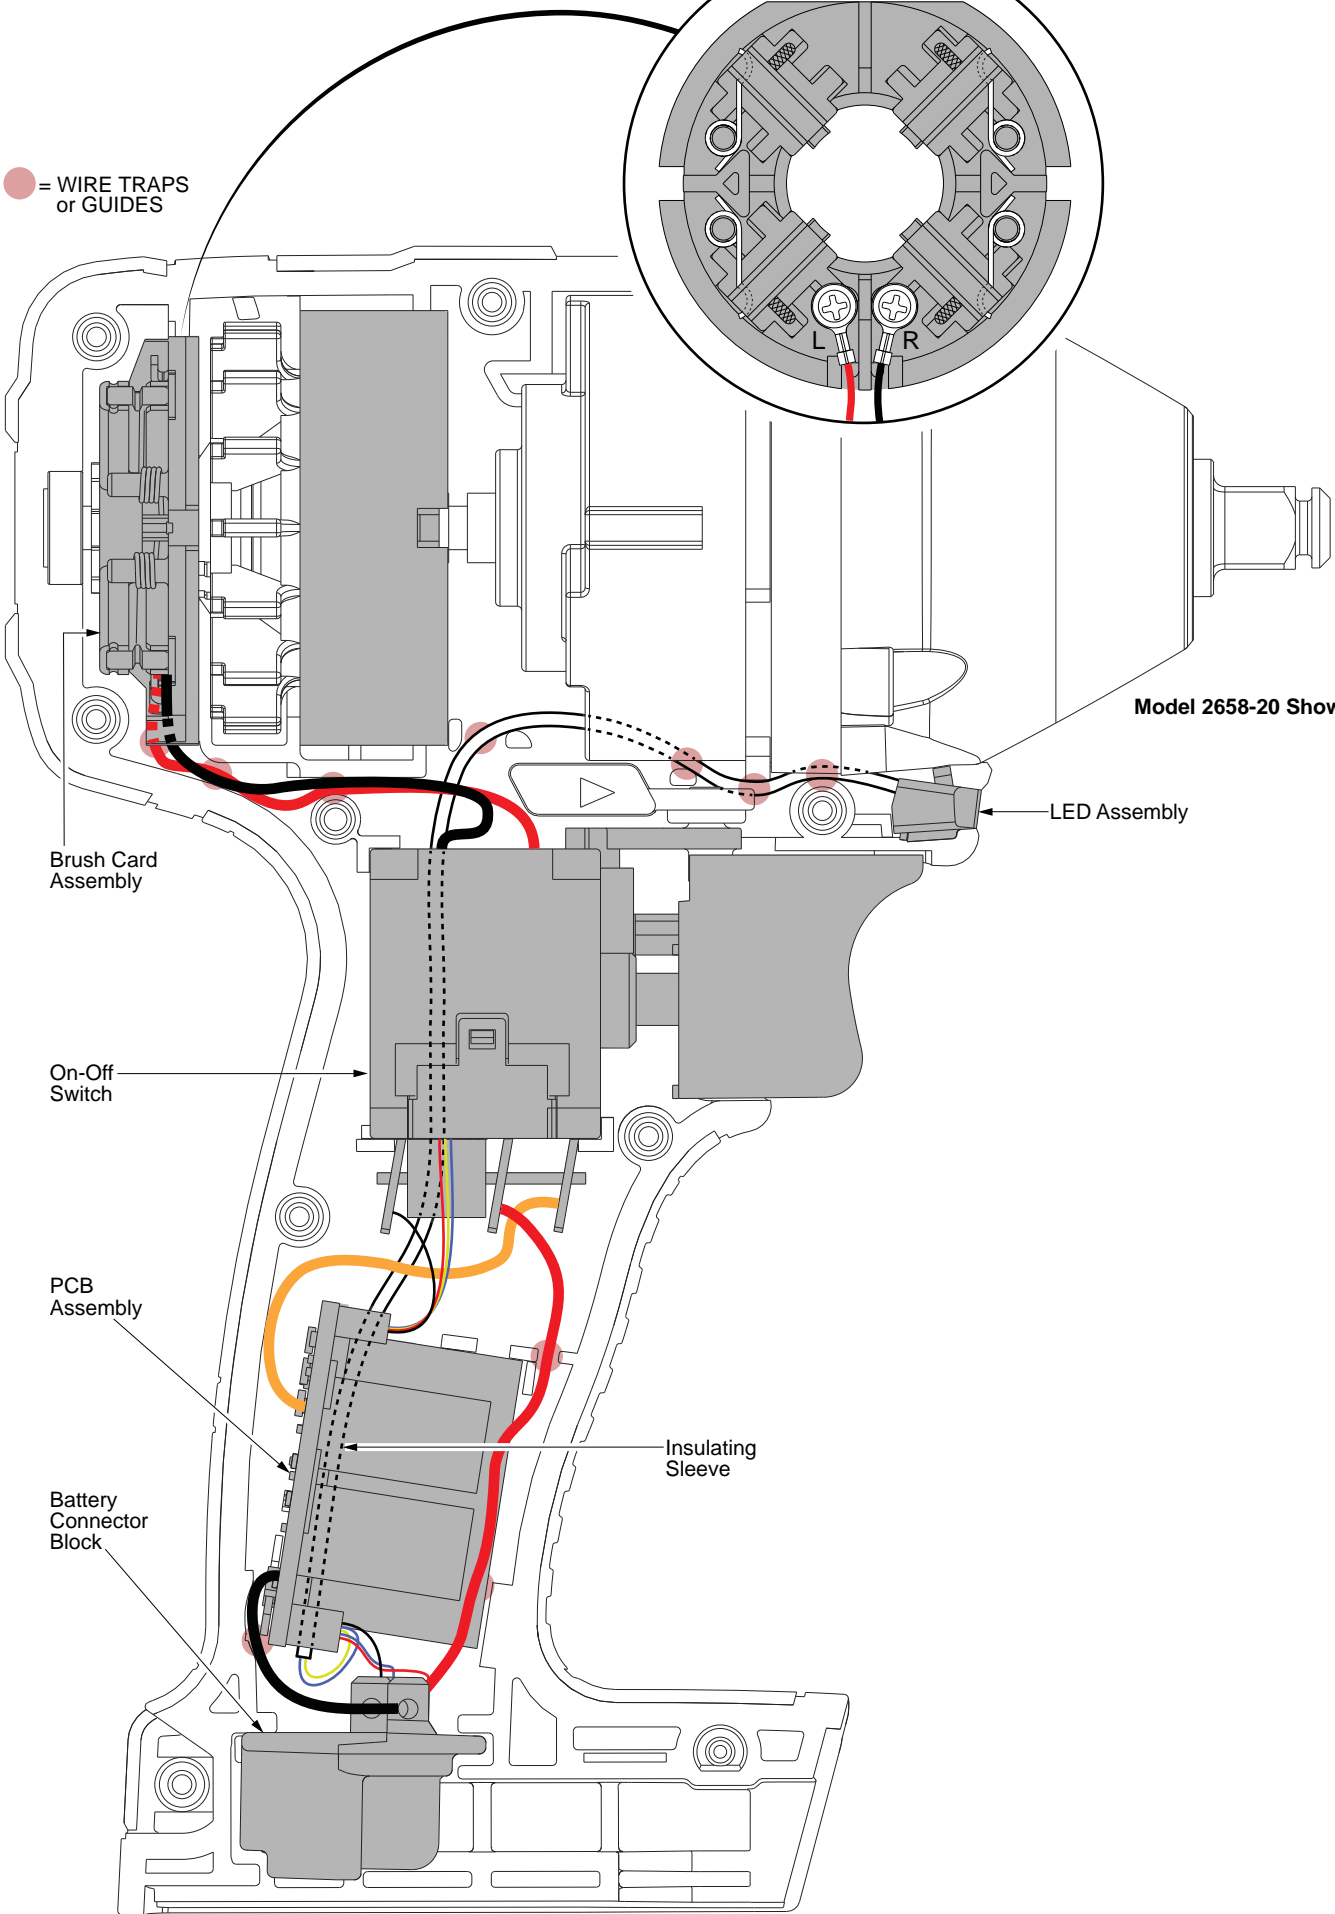 = WIRE TRAPS
or GUIDES
L
R
Model 2658-20
LED Assembly
Brush Card
Assembly
On-Off
Switch
PCB
Assembly
Insulating
Sleeve
Battery
Connector
Block